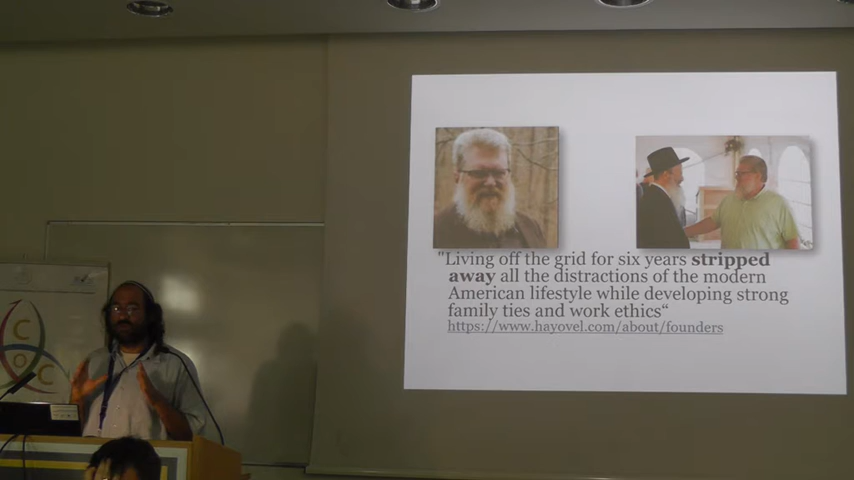 "Living off the grid for six years stripped
away all the distractions of the modern
American lifestyle while developing strong
family ties and work ethics“
https://www.hayovel.com/about/founders
C
O
C